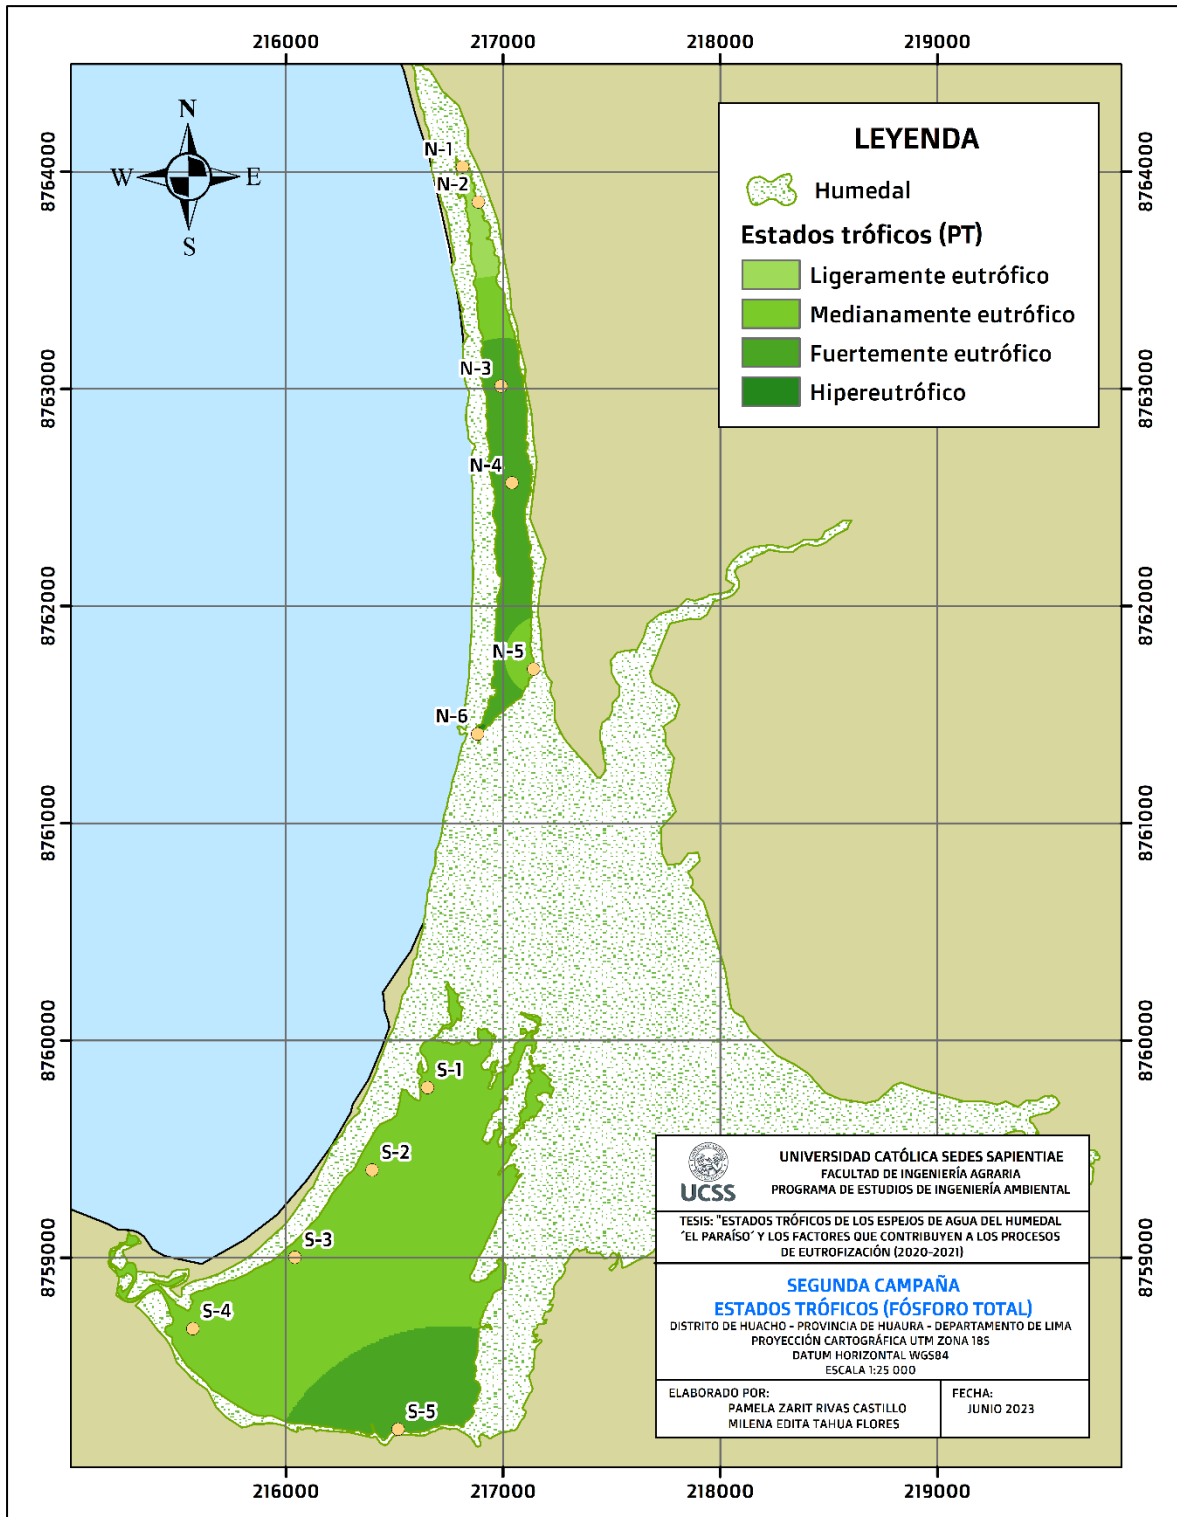 216000
217000
218000
219000
8764000
8763000
8762000
8761000
8760000
8759000
8764000
8763000
8762000
8761000
8760000
8759000
N
W
E
S
LEYENDA
Humedal
Estados tróficos (PT)
Ligeramente eutrófico
Medianamente eutrófico
Fuertemente eutrófico
Hipereutrófico
N-1
N-2
N-3
N-4
N-5
N-6
S-1
S-2
S-3
S-4
S-5
UCSS
UNIVERSIDAD CATÓLICA SEDES SAPIENTIAE
FACULTAD DE INGENIERÍA AGRARIA
PROGRAMA DE ESTUDIOS DE INGENIERÍA AMBIENTAL
TESIS: "ESTADOS TRÓFICOS DE LOS ESPEJOS DE AGUA DEL HUMEDAL
´EL PARAÍSO´ Y LOS FACTORES QUE CONTRIBUYEN A LOS PROCESOS
DE EUTROFIZACIÓN (2020-2021)
SEGUNDA CAMPAÑA
ESTADOS TRÓFICOS (FÓSFORO TOTAL)
DISTRITO DE HUACHO - PROVINCIA DE HUAURA - DEPARTAMENTO DE LIMA
PROYECCIÓN CARTOGRÁFICA UTM ZONA 18S
DATUM HORIZONTAL WGS84
ESCALA 1:25 000
ELABORADO POR:
PAMELA ZARIT RIVAS CASTILLO
MILENA EDITA TAHUA FLORES
FECHA:
JUNIO 2023
216000
217000
218000
219000